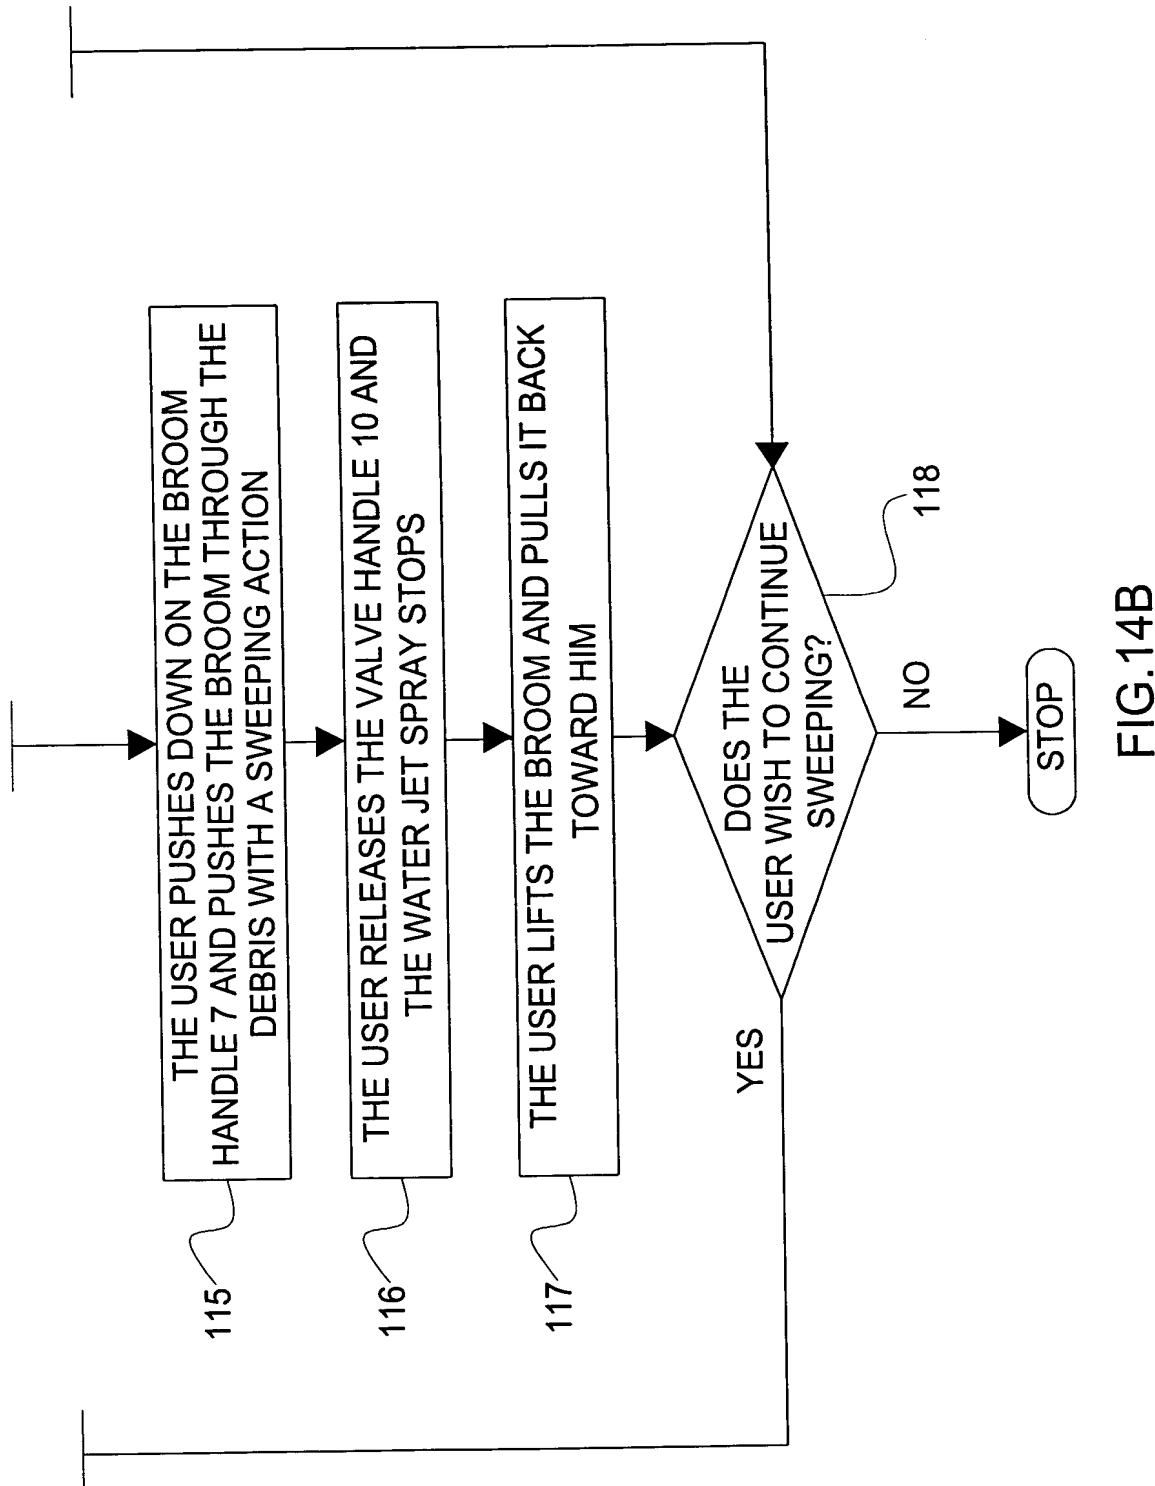 THE USER PUSHES DOWN ON THE BROOM
HANDLE 7 AND PUSHES THE BROOM THROUGH THE
DEBRIS WITH A SWEEPING ACTION
115
THE USER RELEASES THE VALVE HANDLE 10 AND
THE WATER JET SPRAY STOPS
116
THE USER LIFTS THE BROOM AND PULLS IT BACK
TOWARD HIM
117
DOES THE
USER WISH TO CONTINUE
SWEEPING?
118
YES
NO
STOP
FIG.14B